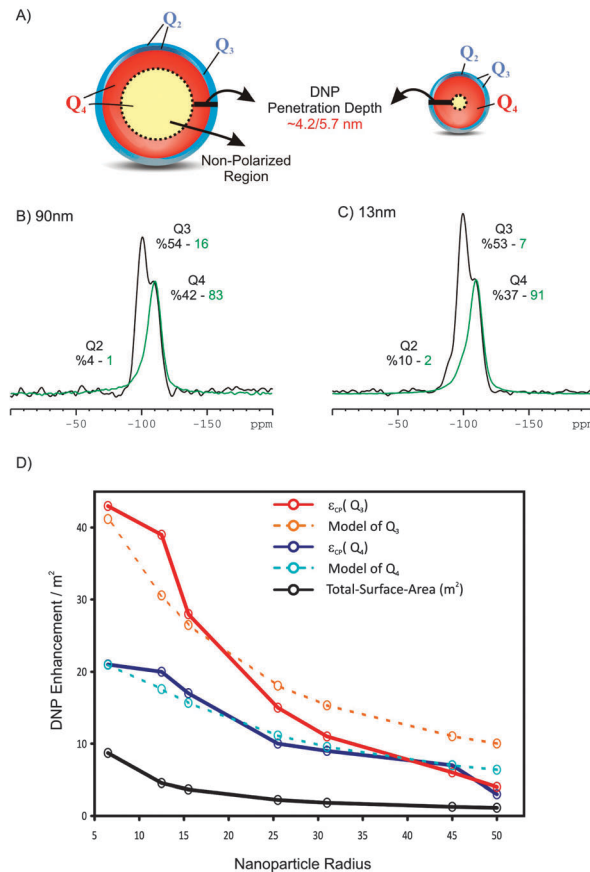 A)
Q2
Q3
Q4
DNP
Penetration Depth
~4.2/5.7 nm
Non-Polarized
Region
Q2
Q3
Q4
B) 90nm
Q3
%54 - 16
Q4
%42 - 83
Q2
%4 - 1
-50 -100 -150 ppm
C) 13nm
Q3
%53 - 7
Q4
%37 - 91
Q2
%10 - 2
-50 -100 -150 ppm
D)
DNP Enhancement / m²
40
30
20
10
0
εCP( Q3)
Model of Q3
εCP( Q4)
Model of Q4
Total-Surface-Area (m²)
5 10 15 20 25 30 35 40 45 50
Nanoparticle Radius